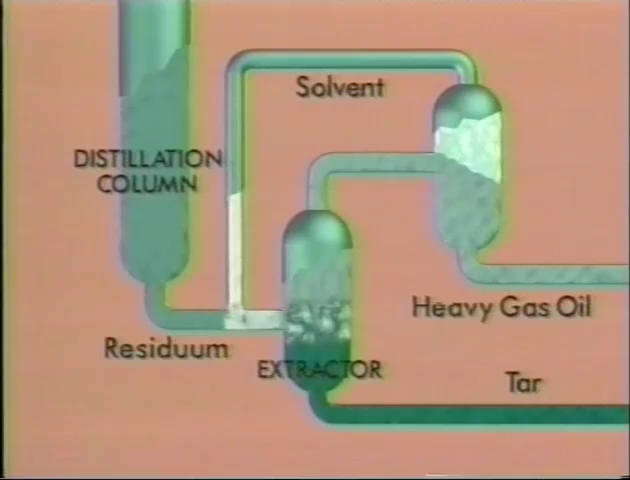 Solvent
DISTILLATION
COLUMN
Heavy Gas Oil
Residuum
EXTRACTOR
Tar